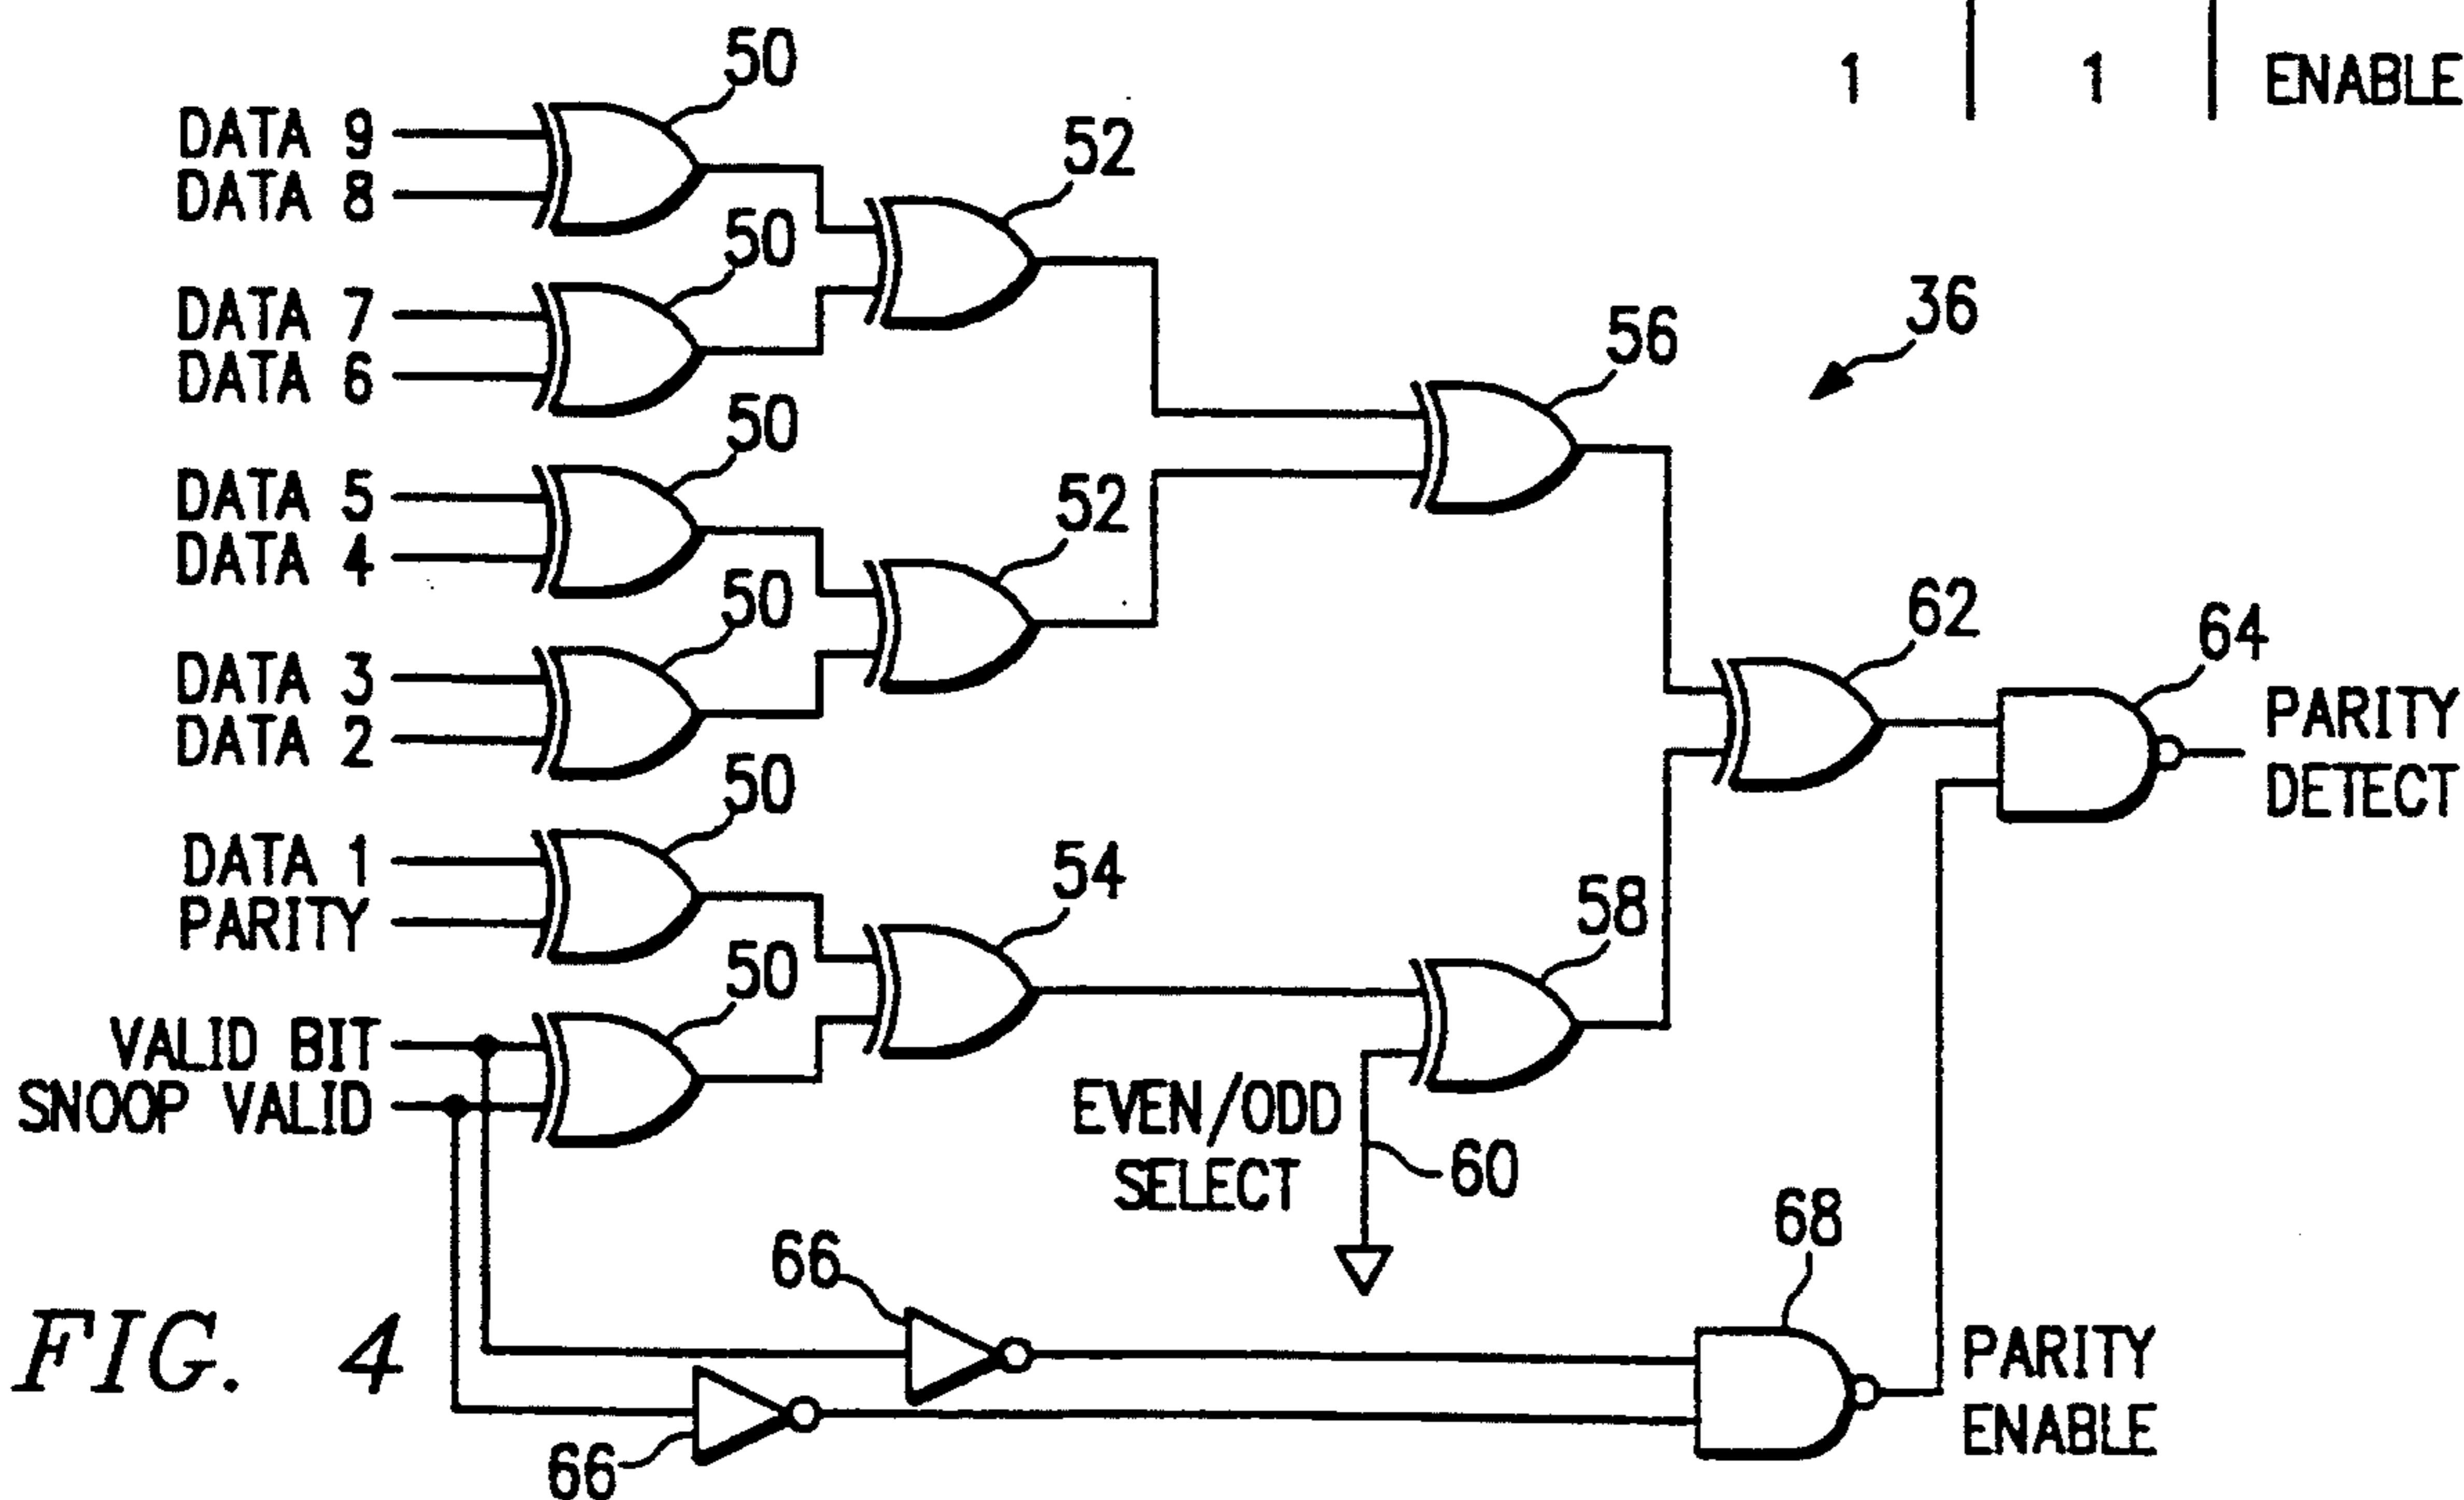 1 1 ENABLE
50
DATA 9
DATA 8
52
50
DATA 7
DATA 6
36
56
50
DATA 5
DATA 4
52
50
DATA 3
DATA 2
62
64
PARITY
DETECT
50
DATA 1
PARITY
54
58
50
VALID BIT
SNOOP VALID
EVEN/ODD
SELECT
60
68
66
FIG. 4
PARITY
ENABLE
66